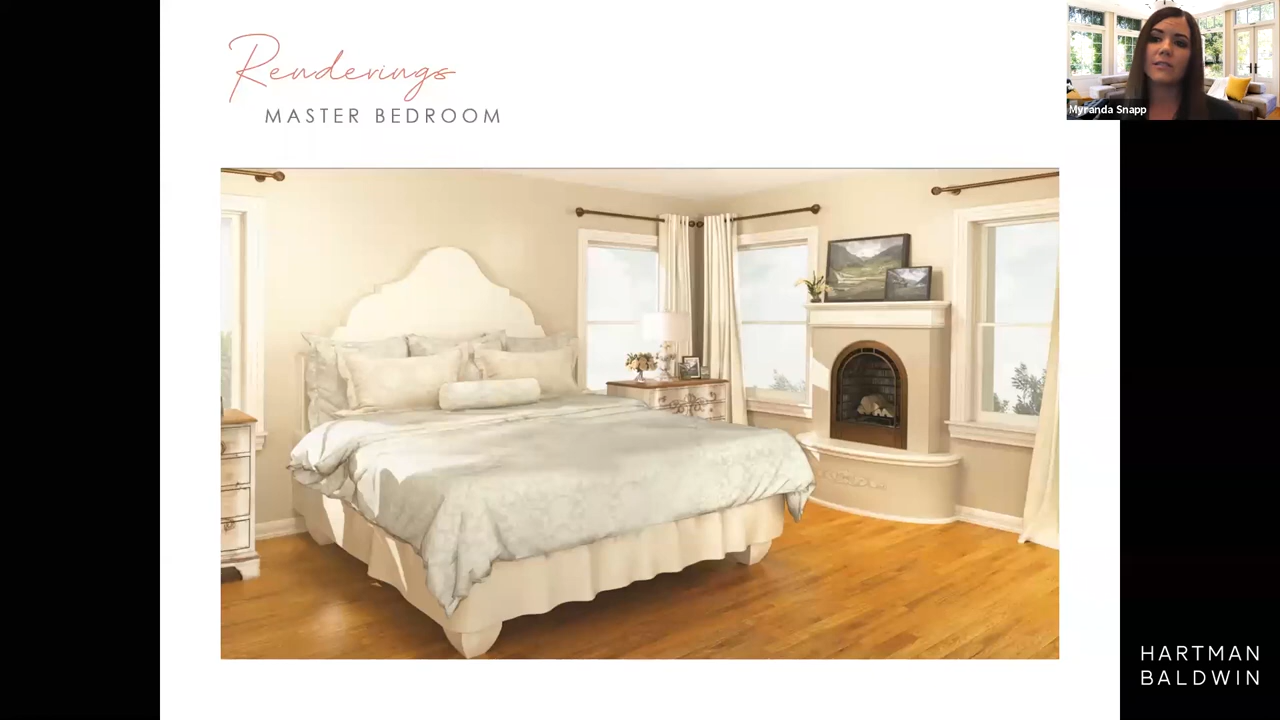 Renderings
MASTER BEDROOM
Myranda Snapp
HARTMAN
BALDWIN